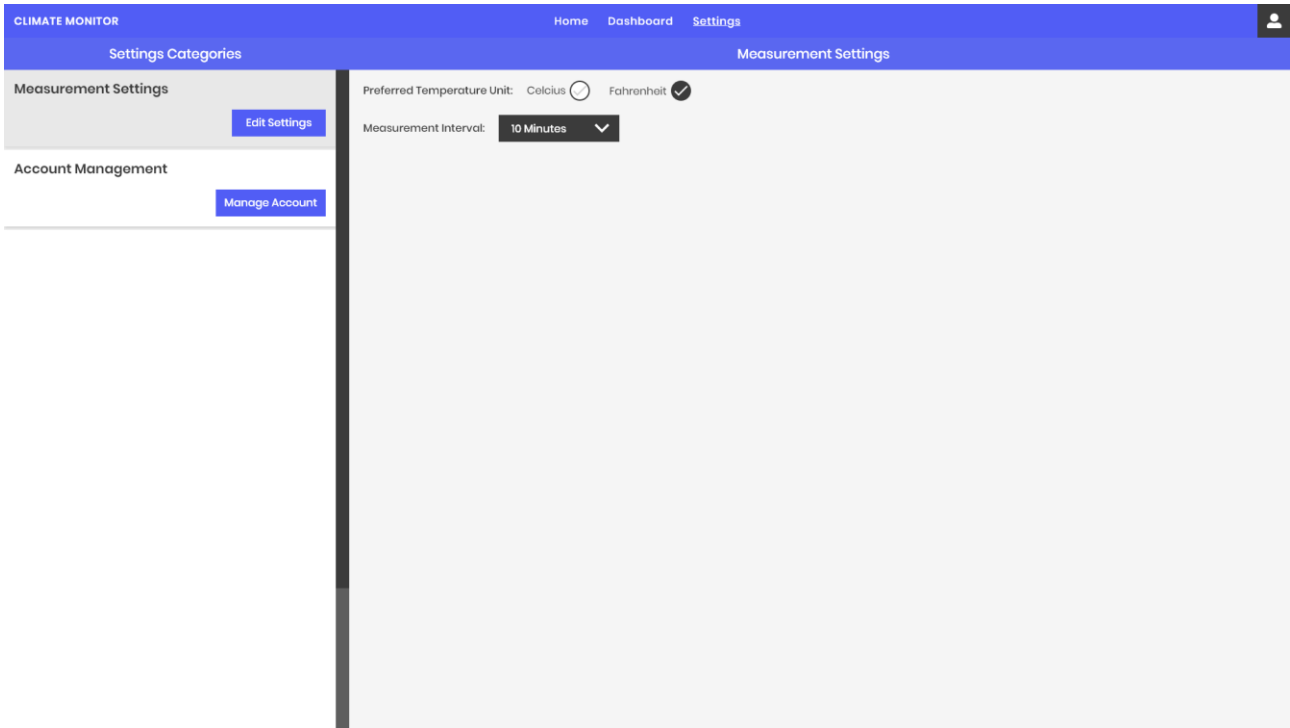 CLIMATE MONITOR
Home Dashboard Settings
Settings Categories
Measurement Settings
Measurement Settings
Edit Settings
Account Management
Manage Account
Preferred Temperature Unit: Celcius Fahrenheit
Measurement Interval: 10 Minutes